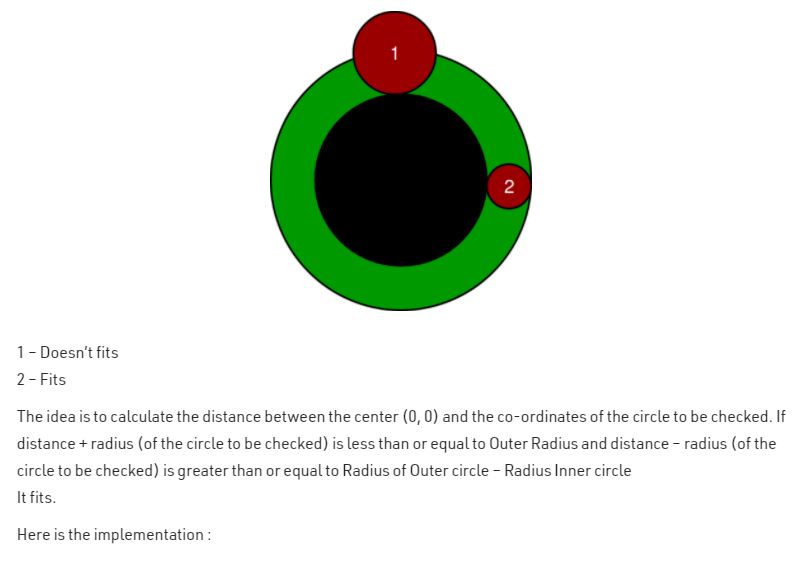 1
2
1 – Doesn't fits
2 – Fits
The idea is to calculate the distance between the center (0, 0) and the co-ordinates of the circle to be checked. If
distance + radius (of the circle to be checked) is less than or equal to Outer Radius and distance – radius (of the
circle to be checked) is greater than or equal to Radius of Outer circle – Radius Inner circle
It fits.
Here is the implementation :